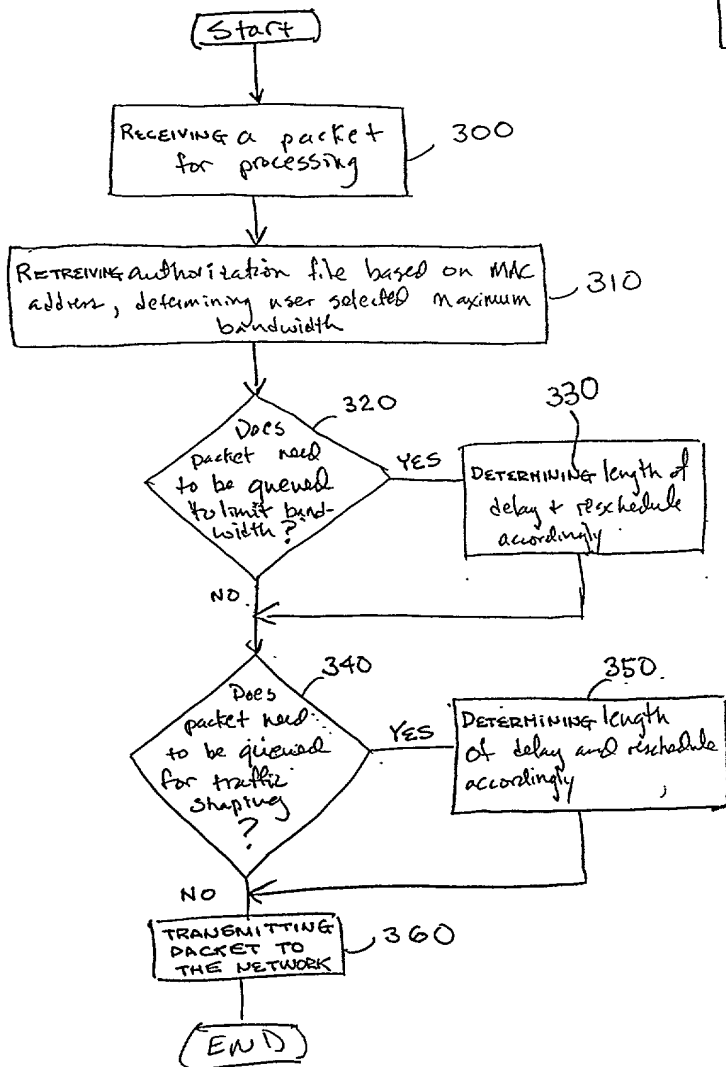 (Start)
RECEIVING a packet
for processing
300
RETREIVING authorization file based on MAC
address, determining user selected maximum
bandwidth
310
320
Does
packet need
to be queued
to limit band-
width?
YES
330
DETERMINING length of
delay & reschedule
accordingly
NO
340
Does
packet need
to be queued
for traffic
shaping
?
YES
350
DETERMINING length
of delay and reschedule
accordingly
NO
TRANSMITTING
PACKET TO
THE NETWORK
360
(END)